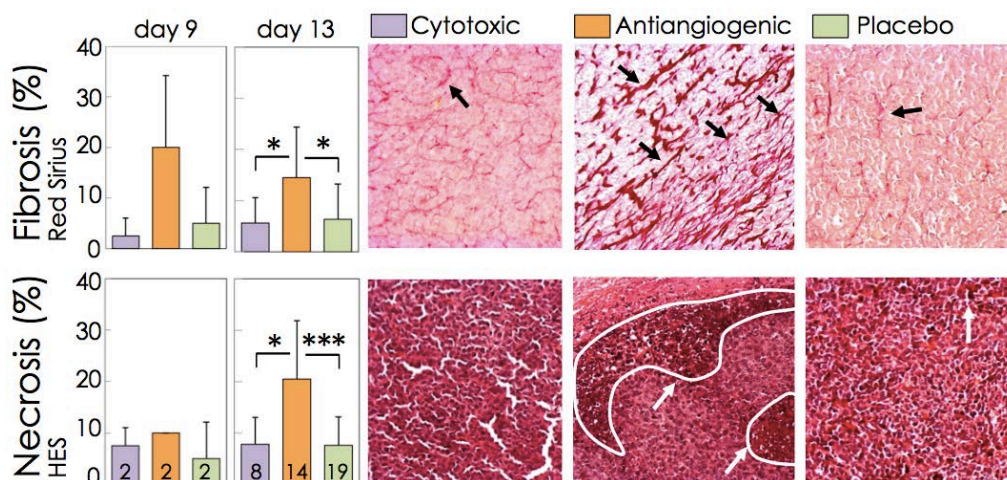 day 9 day 13 Cytotoxic Antiangiogenic Placebo
Fibrosis (%)
Red Sirius
40
30
20
10
0
* *
Necrosis (%)
HES
40
30
20
10
0
* ***
2 2 2 8 14 19